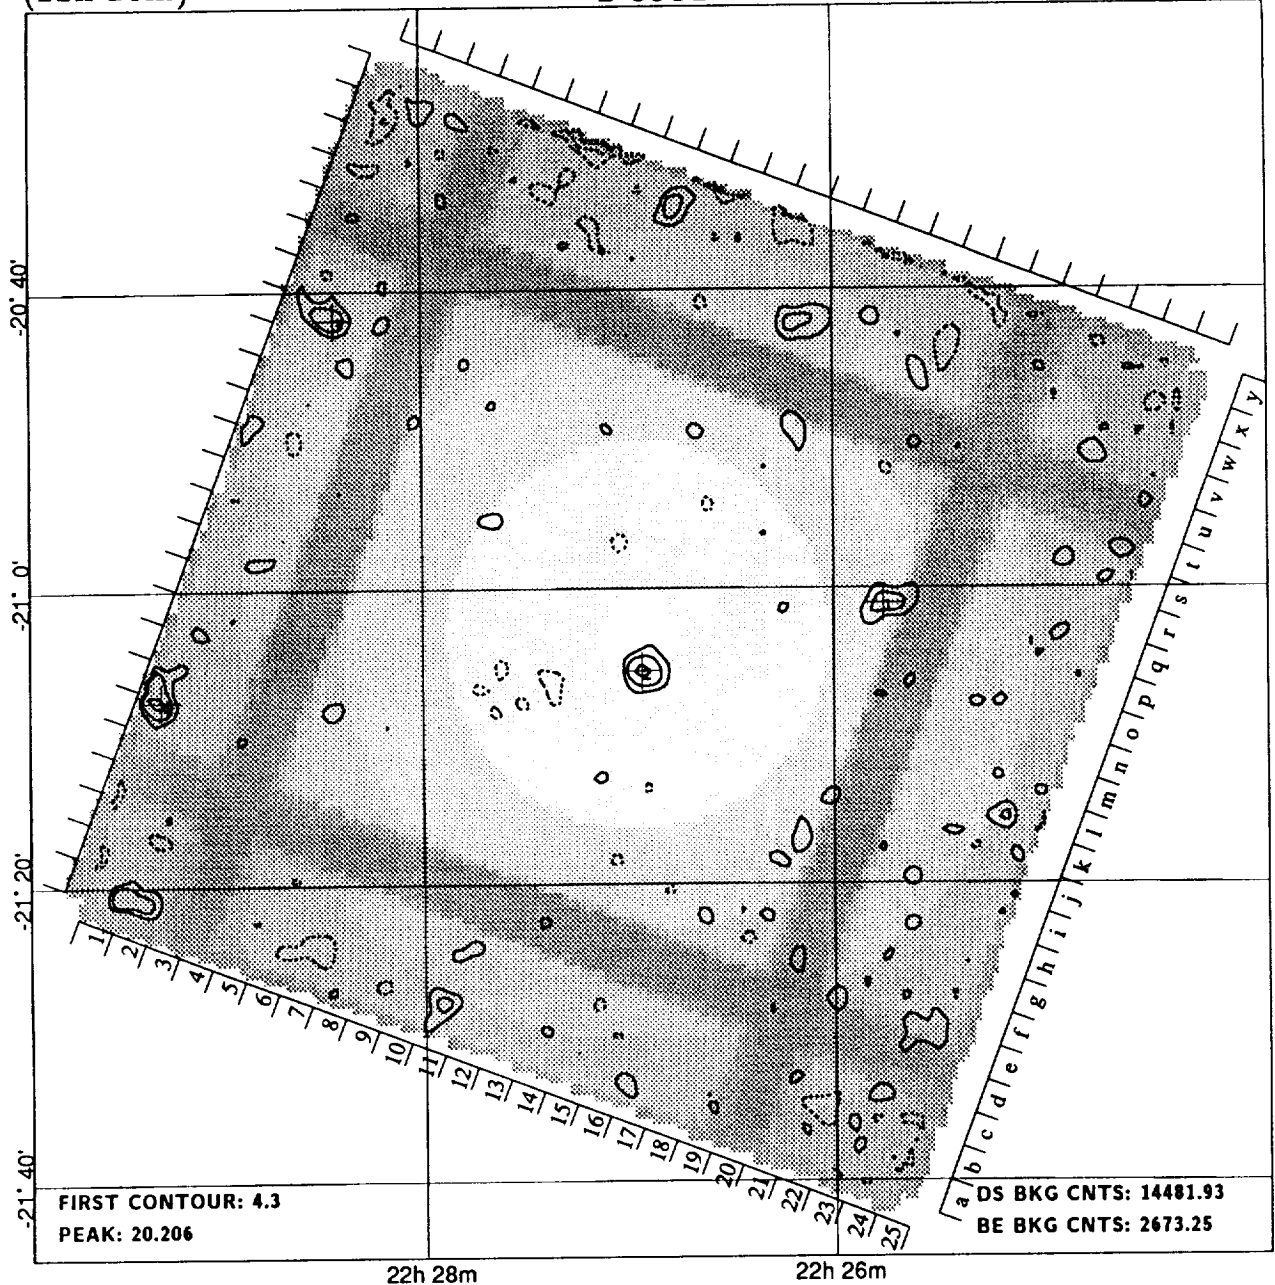 -20° 40'
-21° 0'
-21° 20'
-21° 40'
1 2 3 4 5 6 7 8 9 10 11 12 13 14 15 16 17 18 19 20 21 22 23 24 25
a b c d e f g h i j k l m n o p q r s t u v w x y
FIRST CONTOUR: 4.3
PEAK: 20.206
DS BKG CNTS: 14481.93
BE BKG CNTS: 2673.25
22h 28m
22h 26m